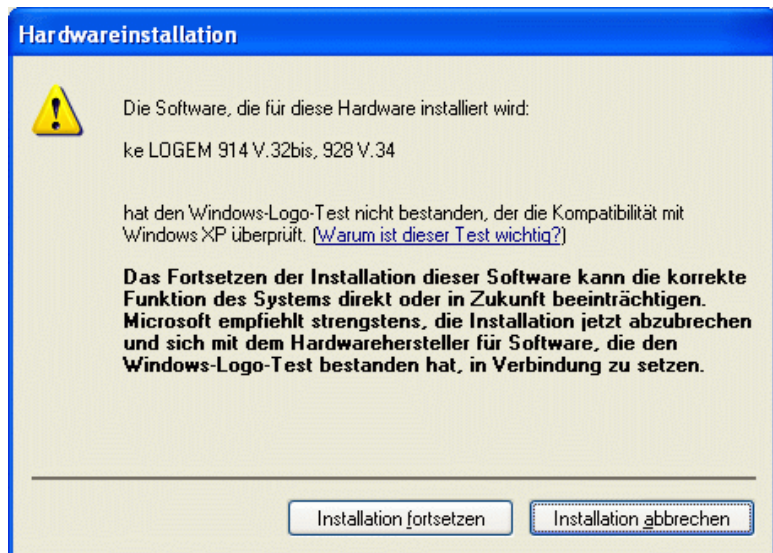 Hardwareinstallation
Die Software, die für diese Hardware installiert wird:
ke LOGEM 914 V.32bis, 928 V.34
hat den Windows-Logo-Test nicht bestanden, der die Kompatibilität mit
Windows XP überprüft. (Warum ist dieser Test wichtig?)
Das Fortsetzen der Installation dieser Software kann die korrekte
Funktion des Systems direkt oder in Zukunft beeinträchtigen.
Microsoft empfiehlt strengstens, die Installation jetzt abzubrechen
und sich mit dem Hardwarehersteller für Software, die den
Windows-Logo-Test bestanden hat, in Verbindung zu setzen.
Installation fortsetzen Installation abbrechen